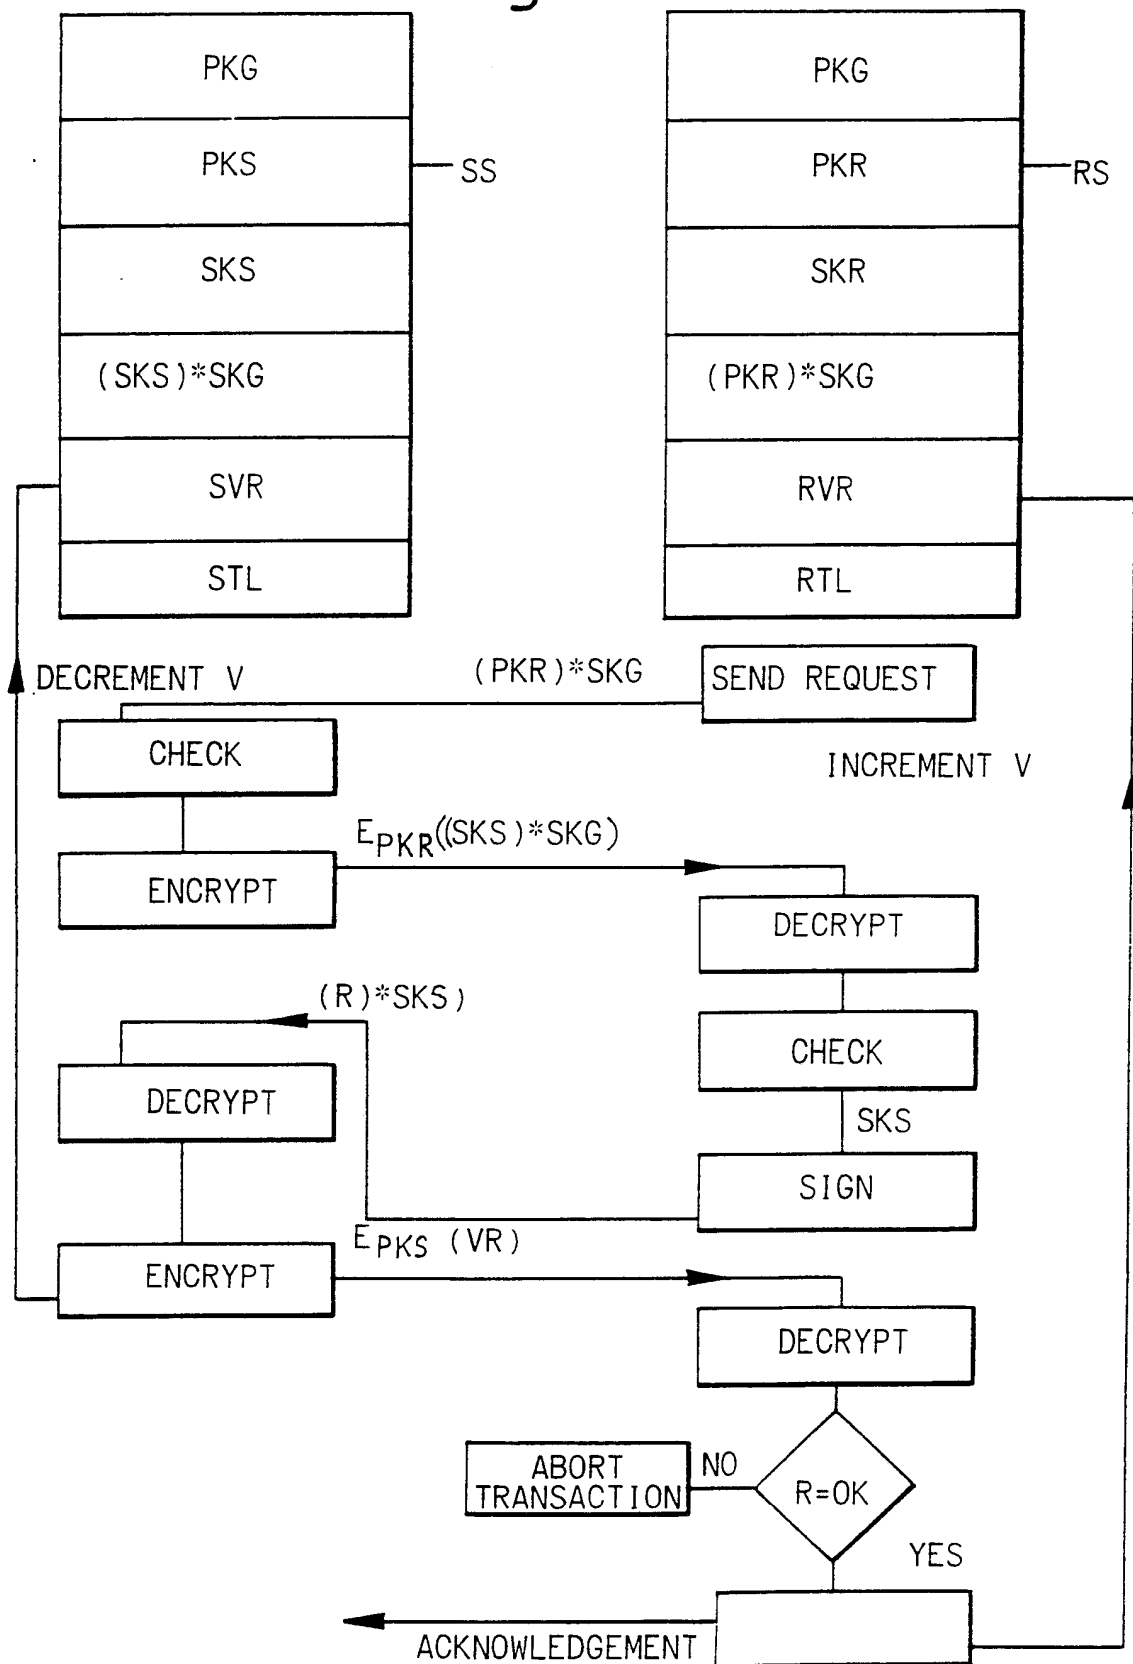 PKG
PKS
SS
SKS
(SKS)*SKG
SVR
STL
PKG
PKR
RS
SKR
(PKR)*SKG
RVR
RTL
DECREMENT V
(PKR)*SKG
SEND REQUEST
CHECK
INCREMENT V
EPKR((SKS)*SKG)
ENCRYPT
DECRYPT
(R)*SKS)
CHECK
DECRYPT
SKS
SIGN
EPKS (VR)
ENCRYPT
DECRYPT
ABORT
TRANSACTION
NO
R=OK
YES
ACKNOWLEDGEMENT